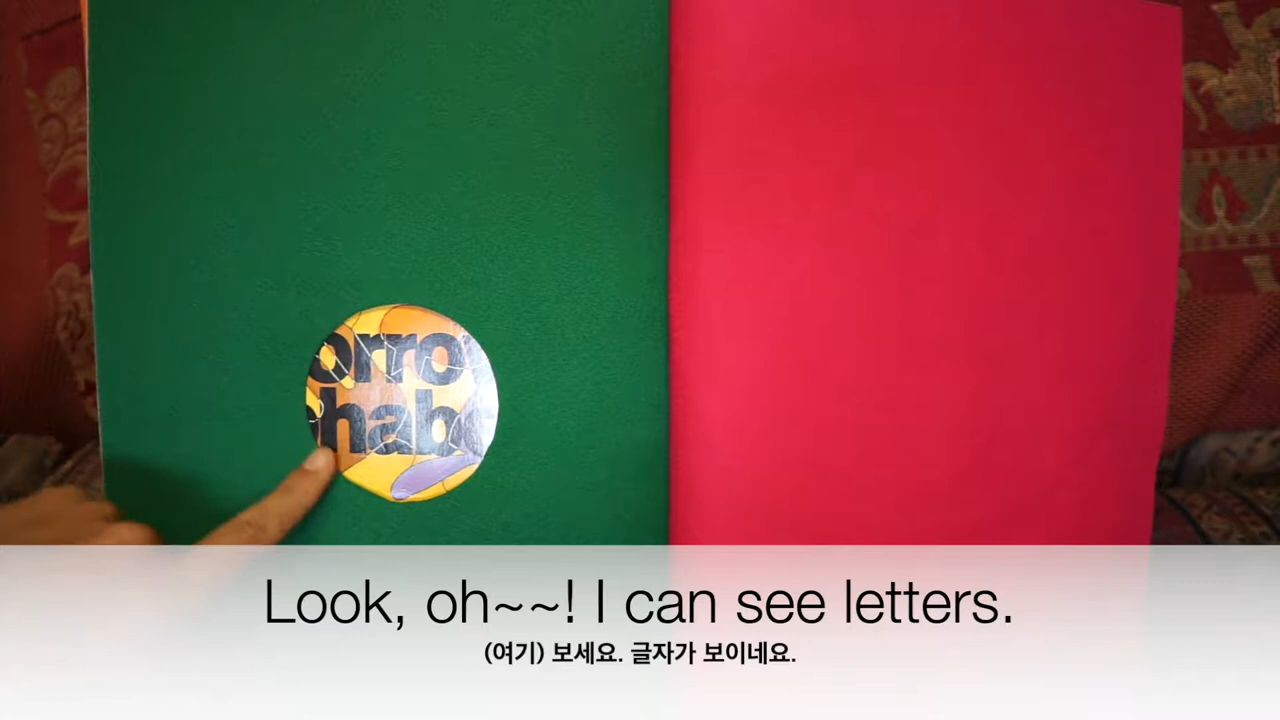 orro
hab
Look, oh~~! I can see letters.
(여기) 보세요. 글자가 보이네요.